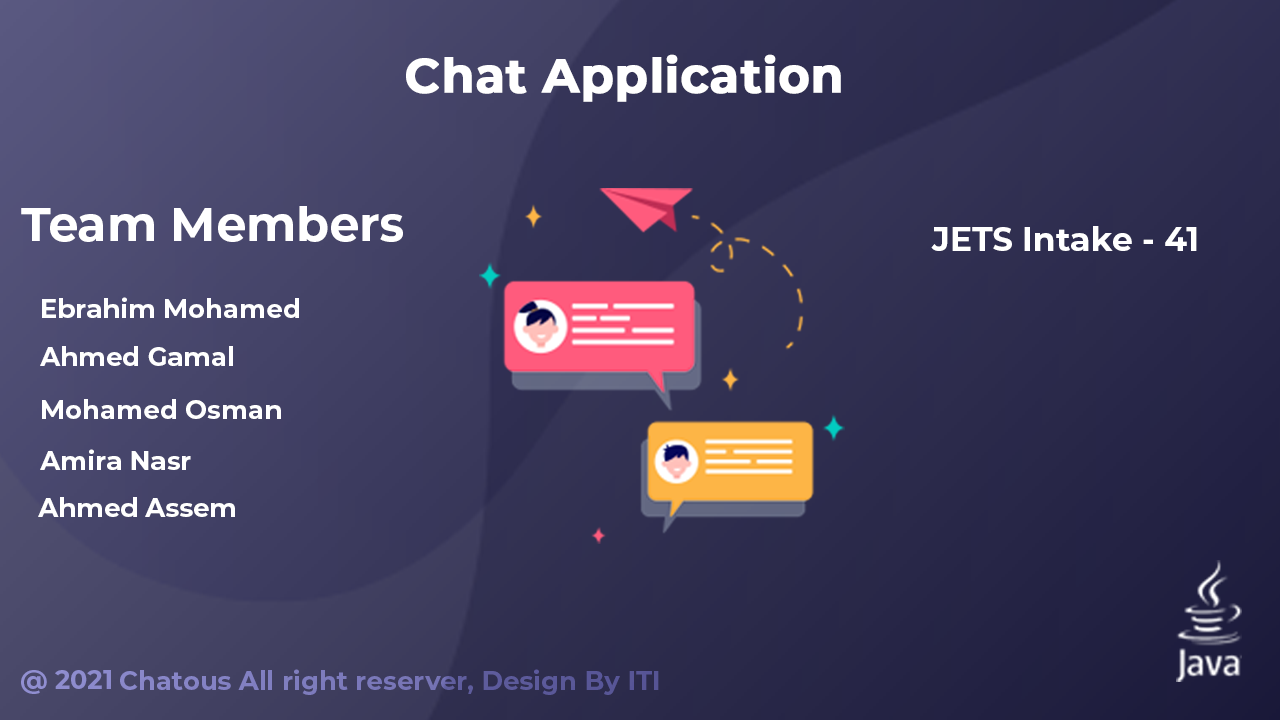 Chat Application
Team Members
JETS Intake - 41
Ebrahim Mohamed
Ahmed Gamal
Mohamed Osman
Amira Nasr
Ahmed Assem
@ 2021 Chatous All right reserver, Design By ITI
Java